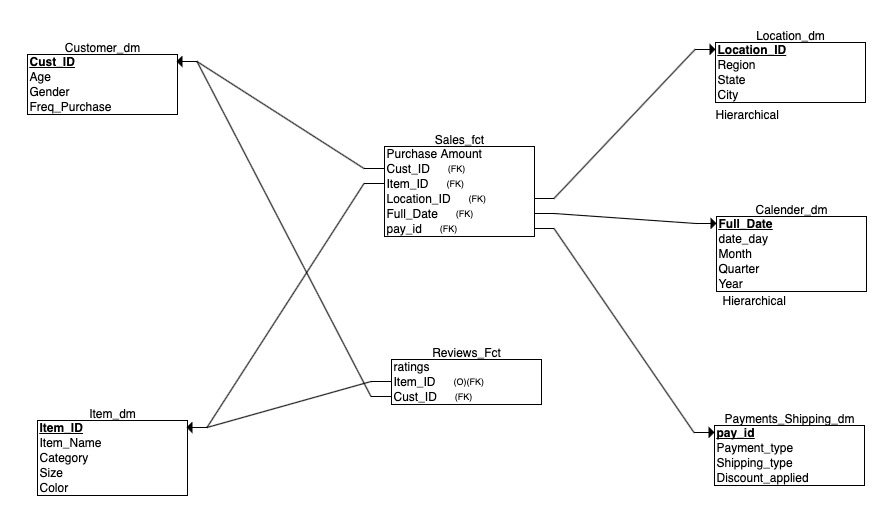 Customer_dm
Cust_ID
Age
Gender
Freq_Purchase
Location_dm
Location_ID
Region
State
City
Hierarchical
Sales_fct
Purchase Amount
Cust_ID (FK)
Item_ID (FK)
Location_ID (FK)
Full_Date (FK)
pay_id (FK)
Calender_dm
Full_Date
date_day
Month
Quarter
Year
Hierarchical
Reviews_Fct
ratings
Item_ID (O)(FK)
Cust_ID (FK)
Item_dm
Item_ID
Item_Name
Category
Size
Color
Payments_Shipping_dm
pay_id
Payment_type
Shipping_type
Discount_applied